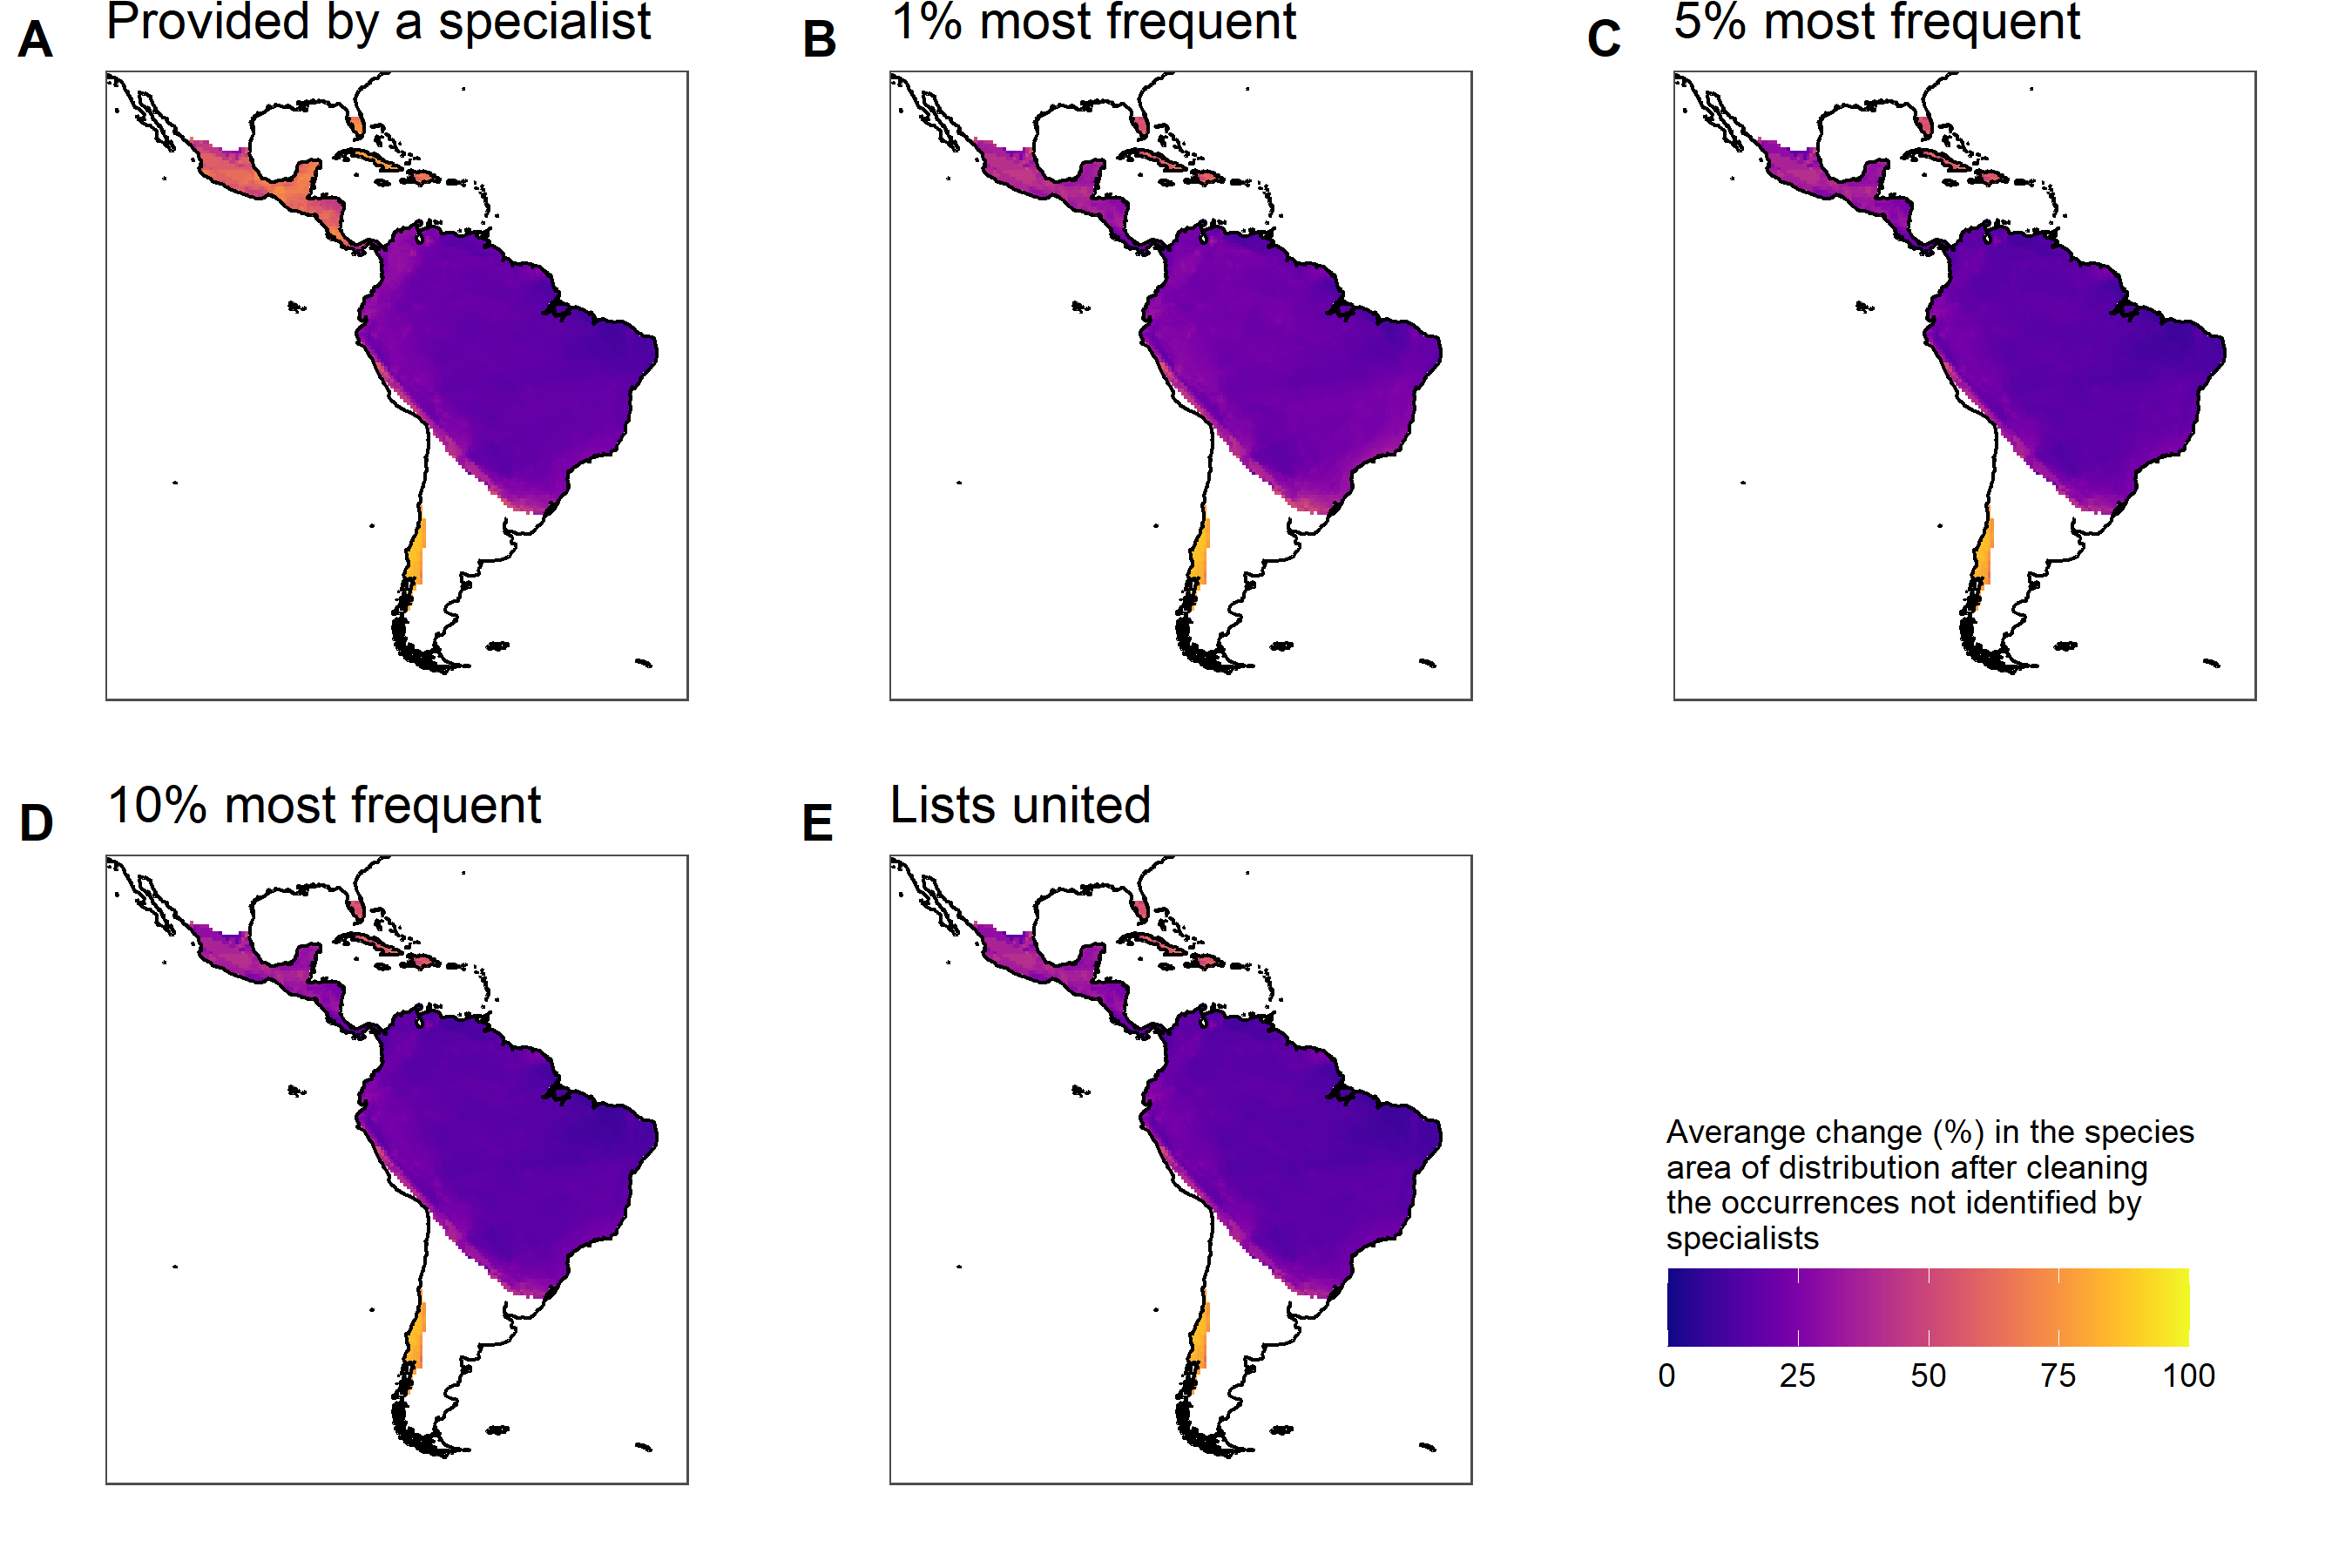 A Provided by a specialist
B 1% most frequent
C 5% most frequent
D 10% most frequent
E Lists united
Averange change (%) in the species
area of distribution after cleaning
the occurrences not identified by
specialists
0 25 50 75 100